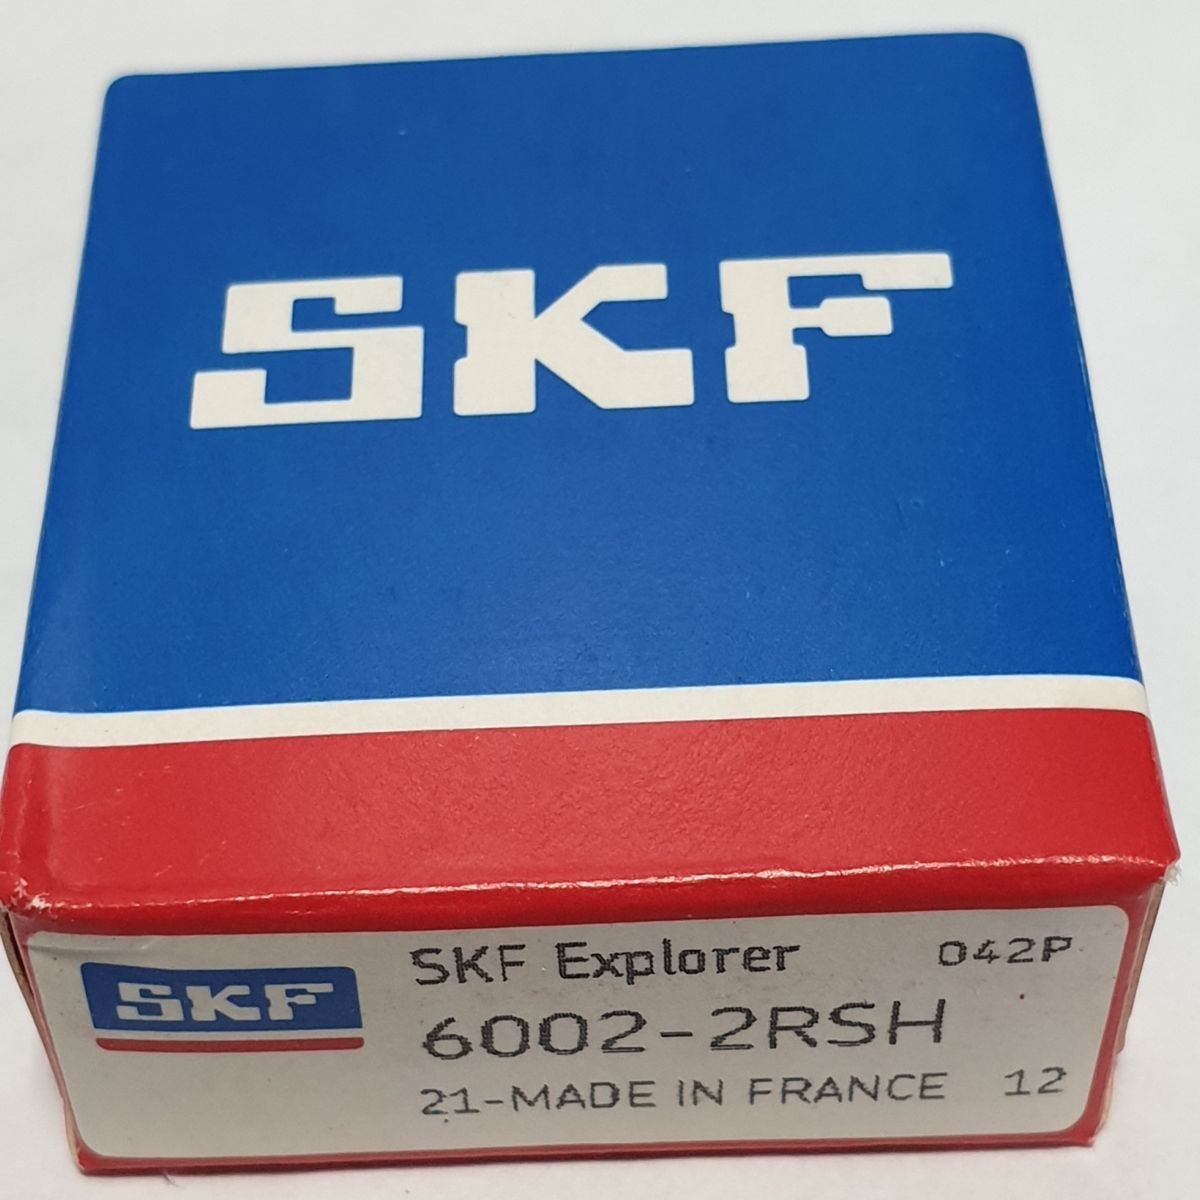 SKF
SKF
SKF Explorer 042P
6002-2RSH
21-MADE IN FRANCE 12